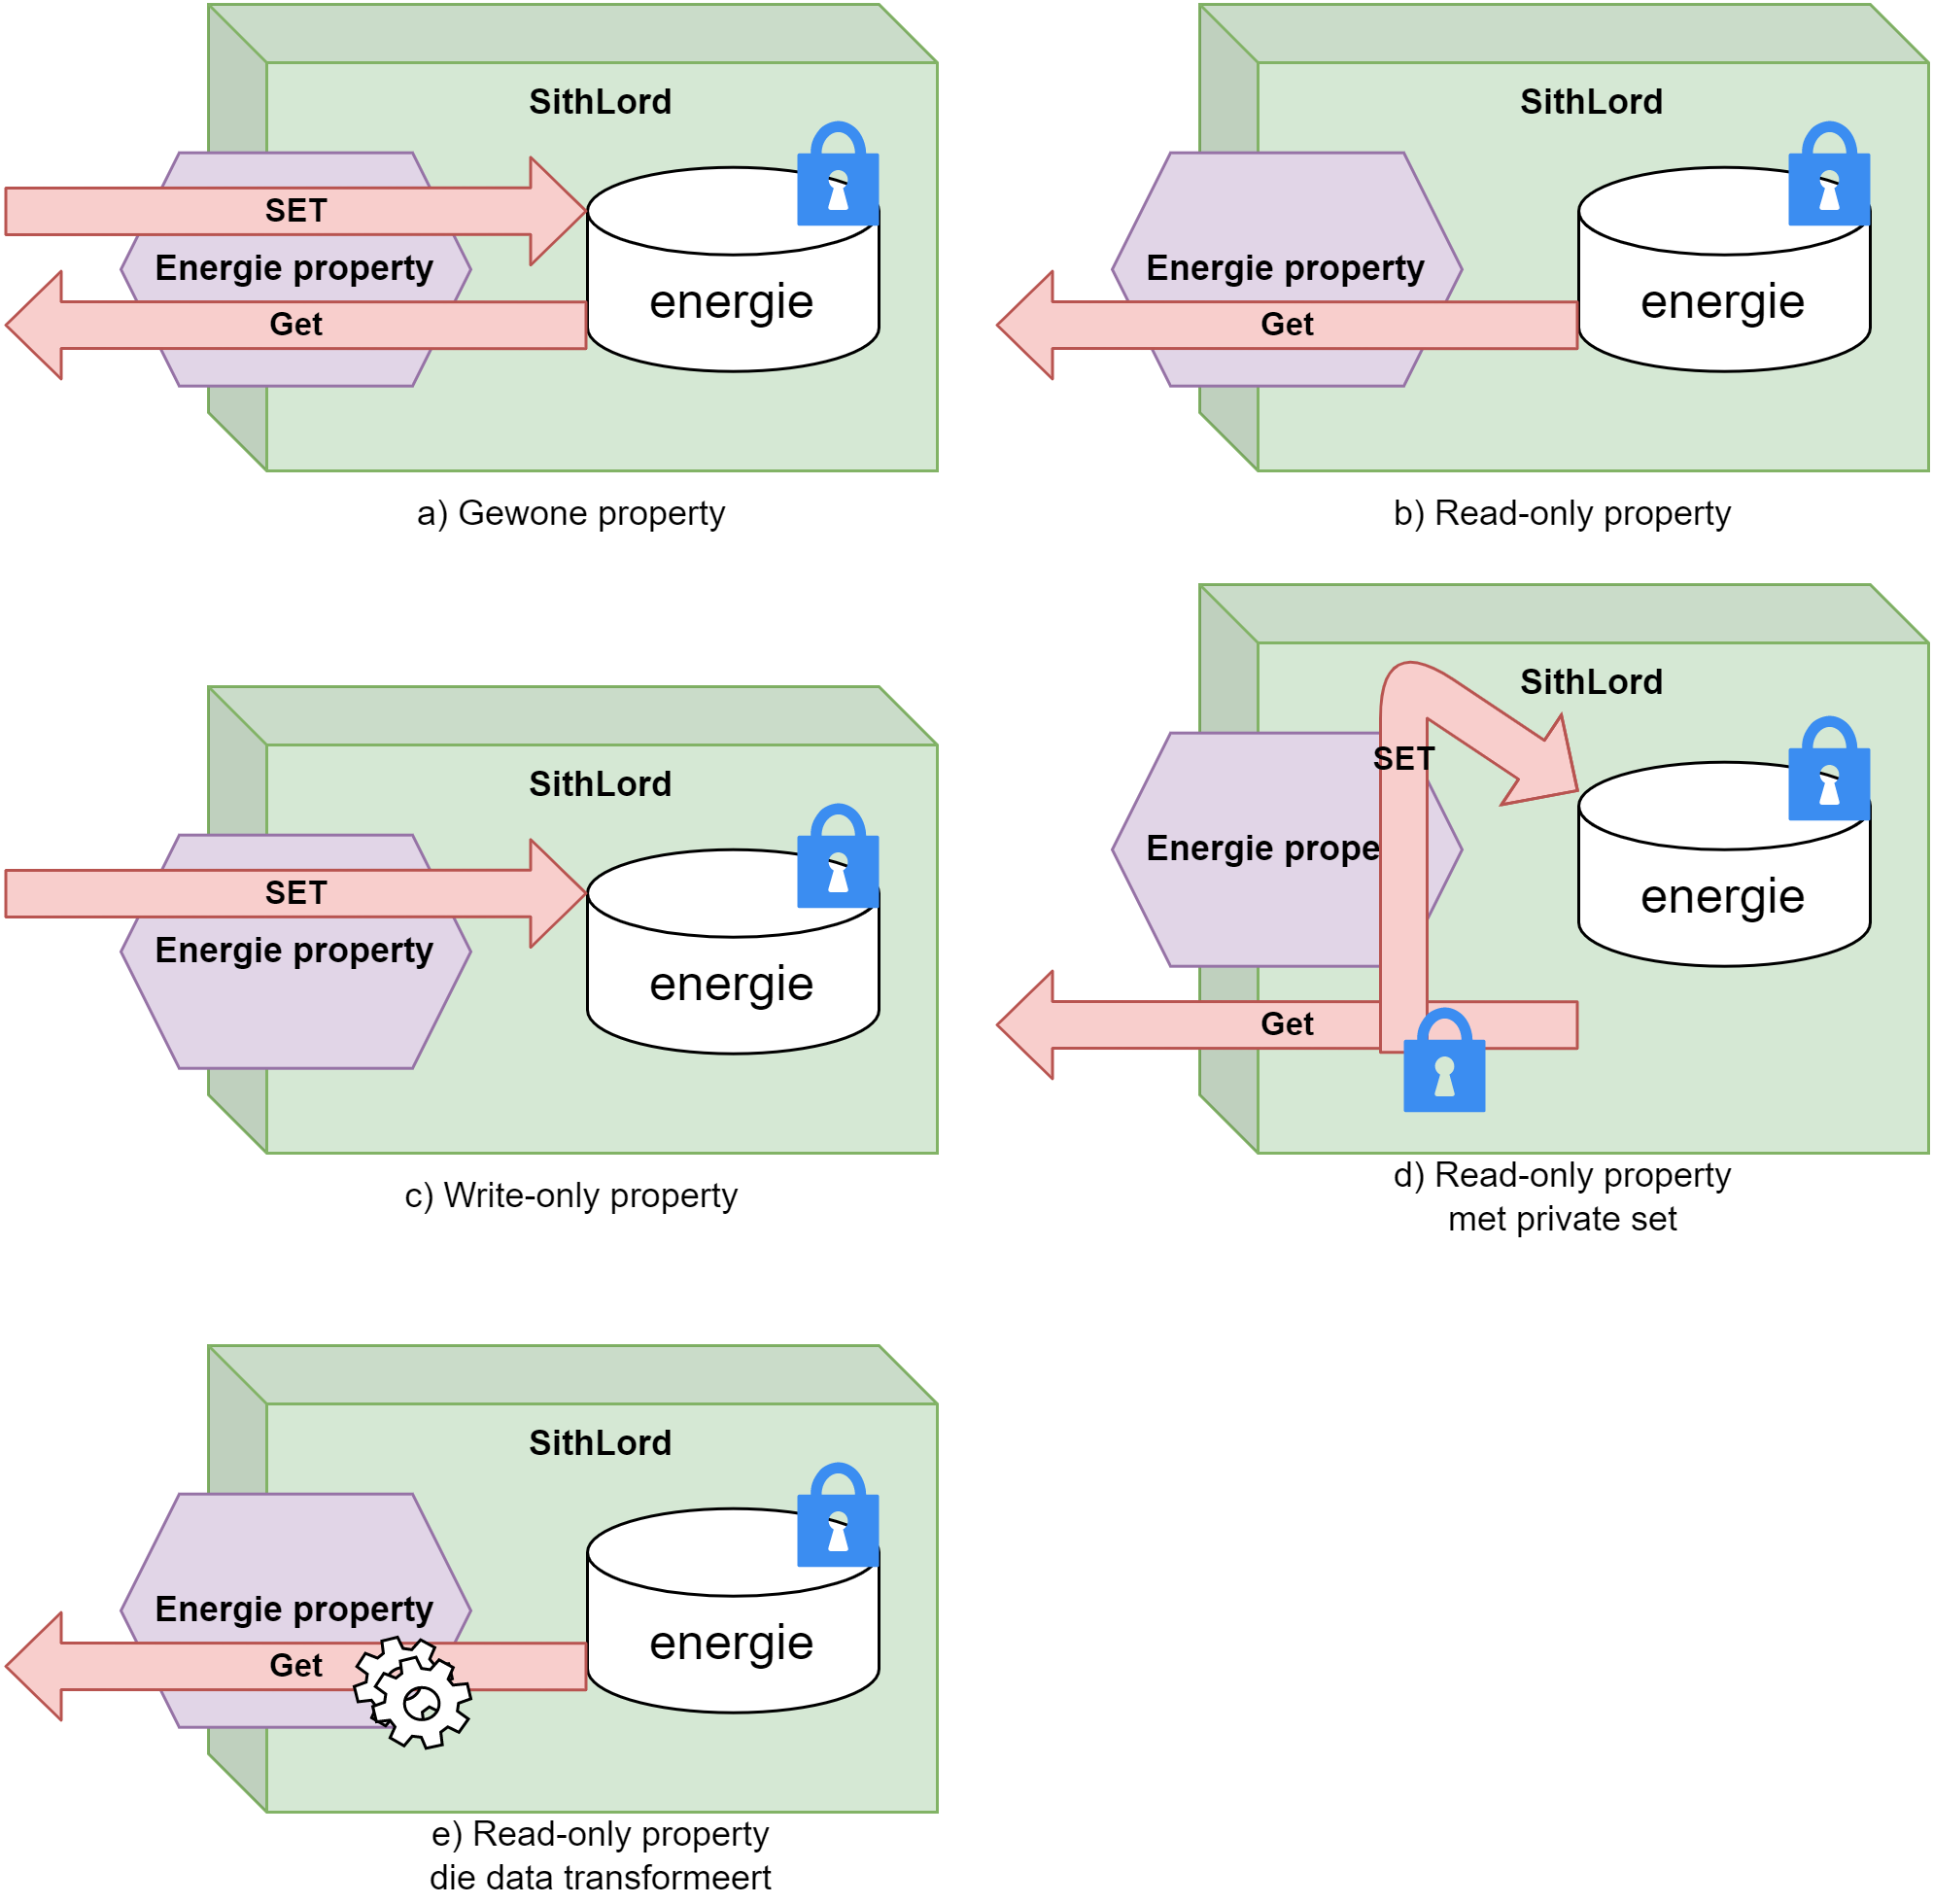 SithLord
SET
Energie property
Get
energie
a) Gewone property
SithLord
Energie property
Get
energie
b) Read-only property
SithLord
SET
Energie property
energie
c) Write-only property
SithLord
SET
Energie prope
energie
Get
d) Read-only property
met private set
SithLord
Energie property
Get
energie
e) Read-only property
die data transformeert